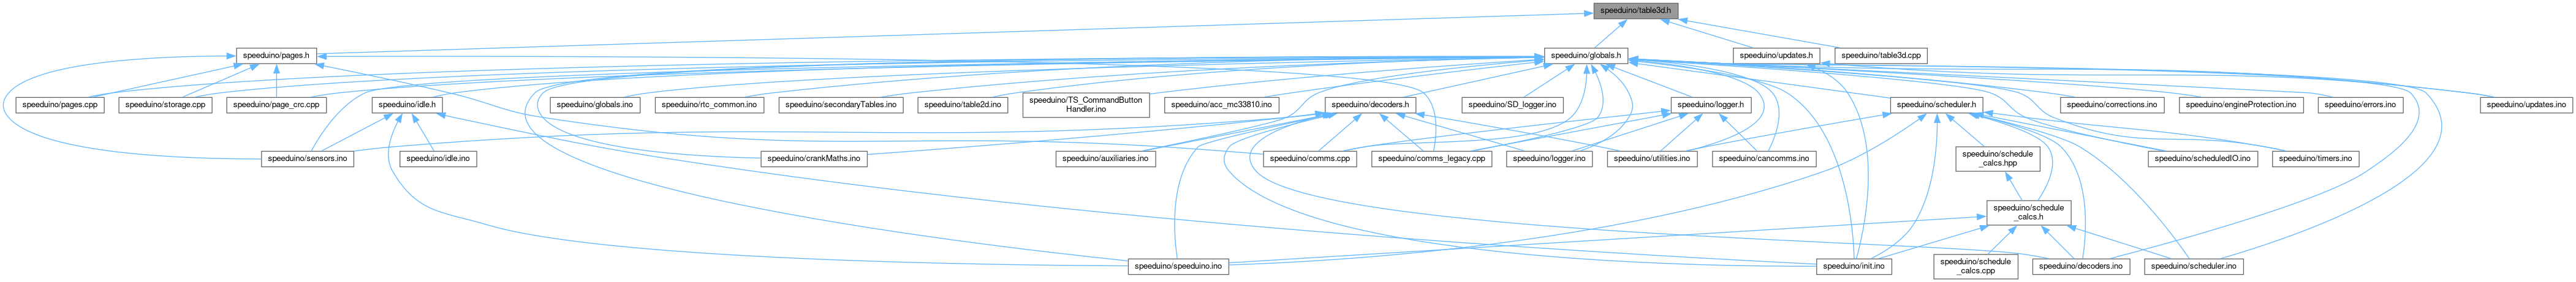 speeduino/table3d.h
speeduino/pages.h
speeduino/globals.h
speeduino/updates.h
speeduino/table3d.cpp
speeduino/pages.cpp
speeduino/storage.cpp
speeduino/page_crc.cpp
speeduino/idle.h
speeduino/globals.ino
speeduino/rtc_common.ino
speeduino/secondaryTables.ino
speeduino/table2d.ino
speeduino/TS_CommandButton
Handler.ino
speeduino/acc_mc33810.ino
speeduino/decoders.h
speeduino/SD_logger.ino
speeduino/logger.h
speeduino/scheduler.h
speeduino/corrections.ino
speeduino/engineProtection.ino
speeduino/errors.ino
speeduino/updates.ino
speeduino/sensors.ino
speeduino/idle.ino
speeduino/crankMaths.ino
speeduino/auxiliaries.ino
speeduino/comms.cpp
speeduino/comms_legacy.cpp
speeduino/logger.ino
speeduino/utilities.ino
speeduino/cancomms.ino
speeduino/schedule
_calcs.hpp
speeduino/scheduledIO.ino
speeduino/timers.ino
speeduino/schedule
_calcs.h
speeduino/speeduino.ino
speeduino/init.ino
speeduino/schedule
_calcs.cpp
speeduino/decoders.ino
speeduino/scheduler.ino